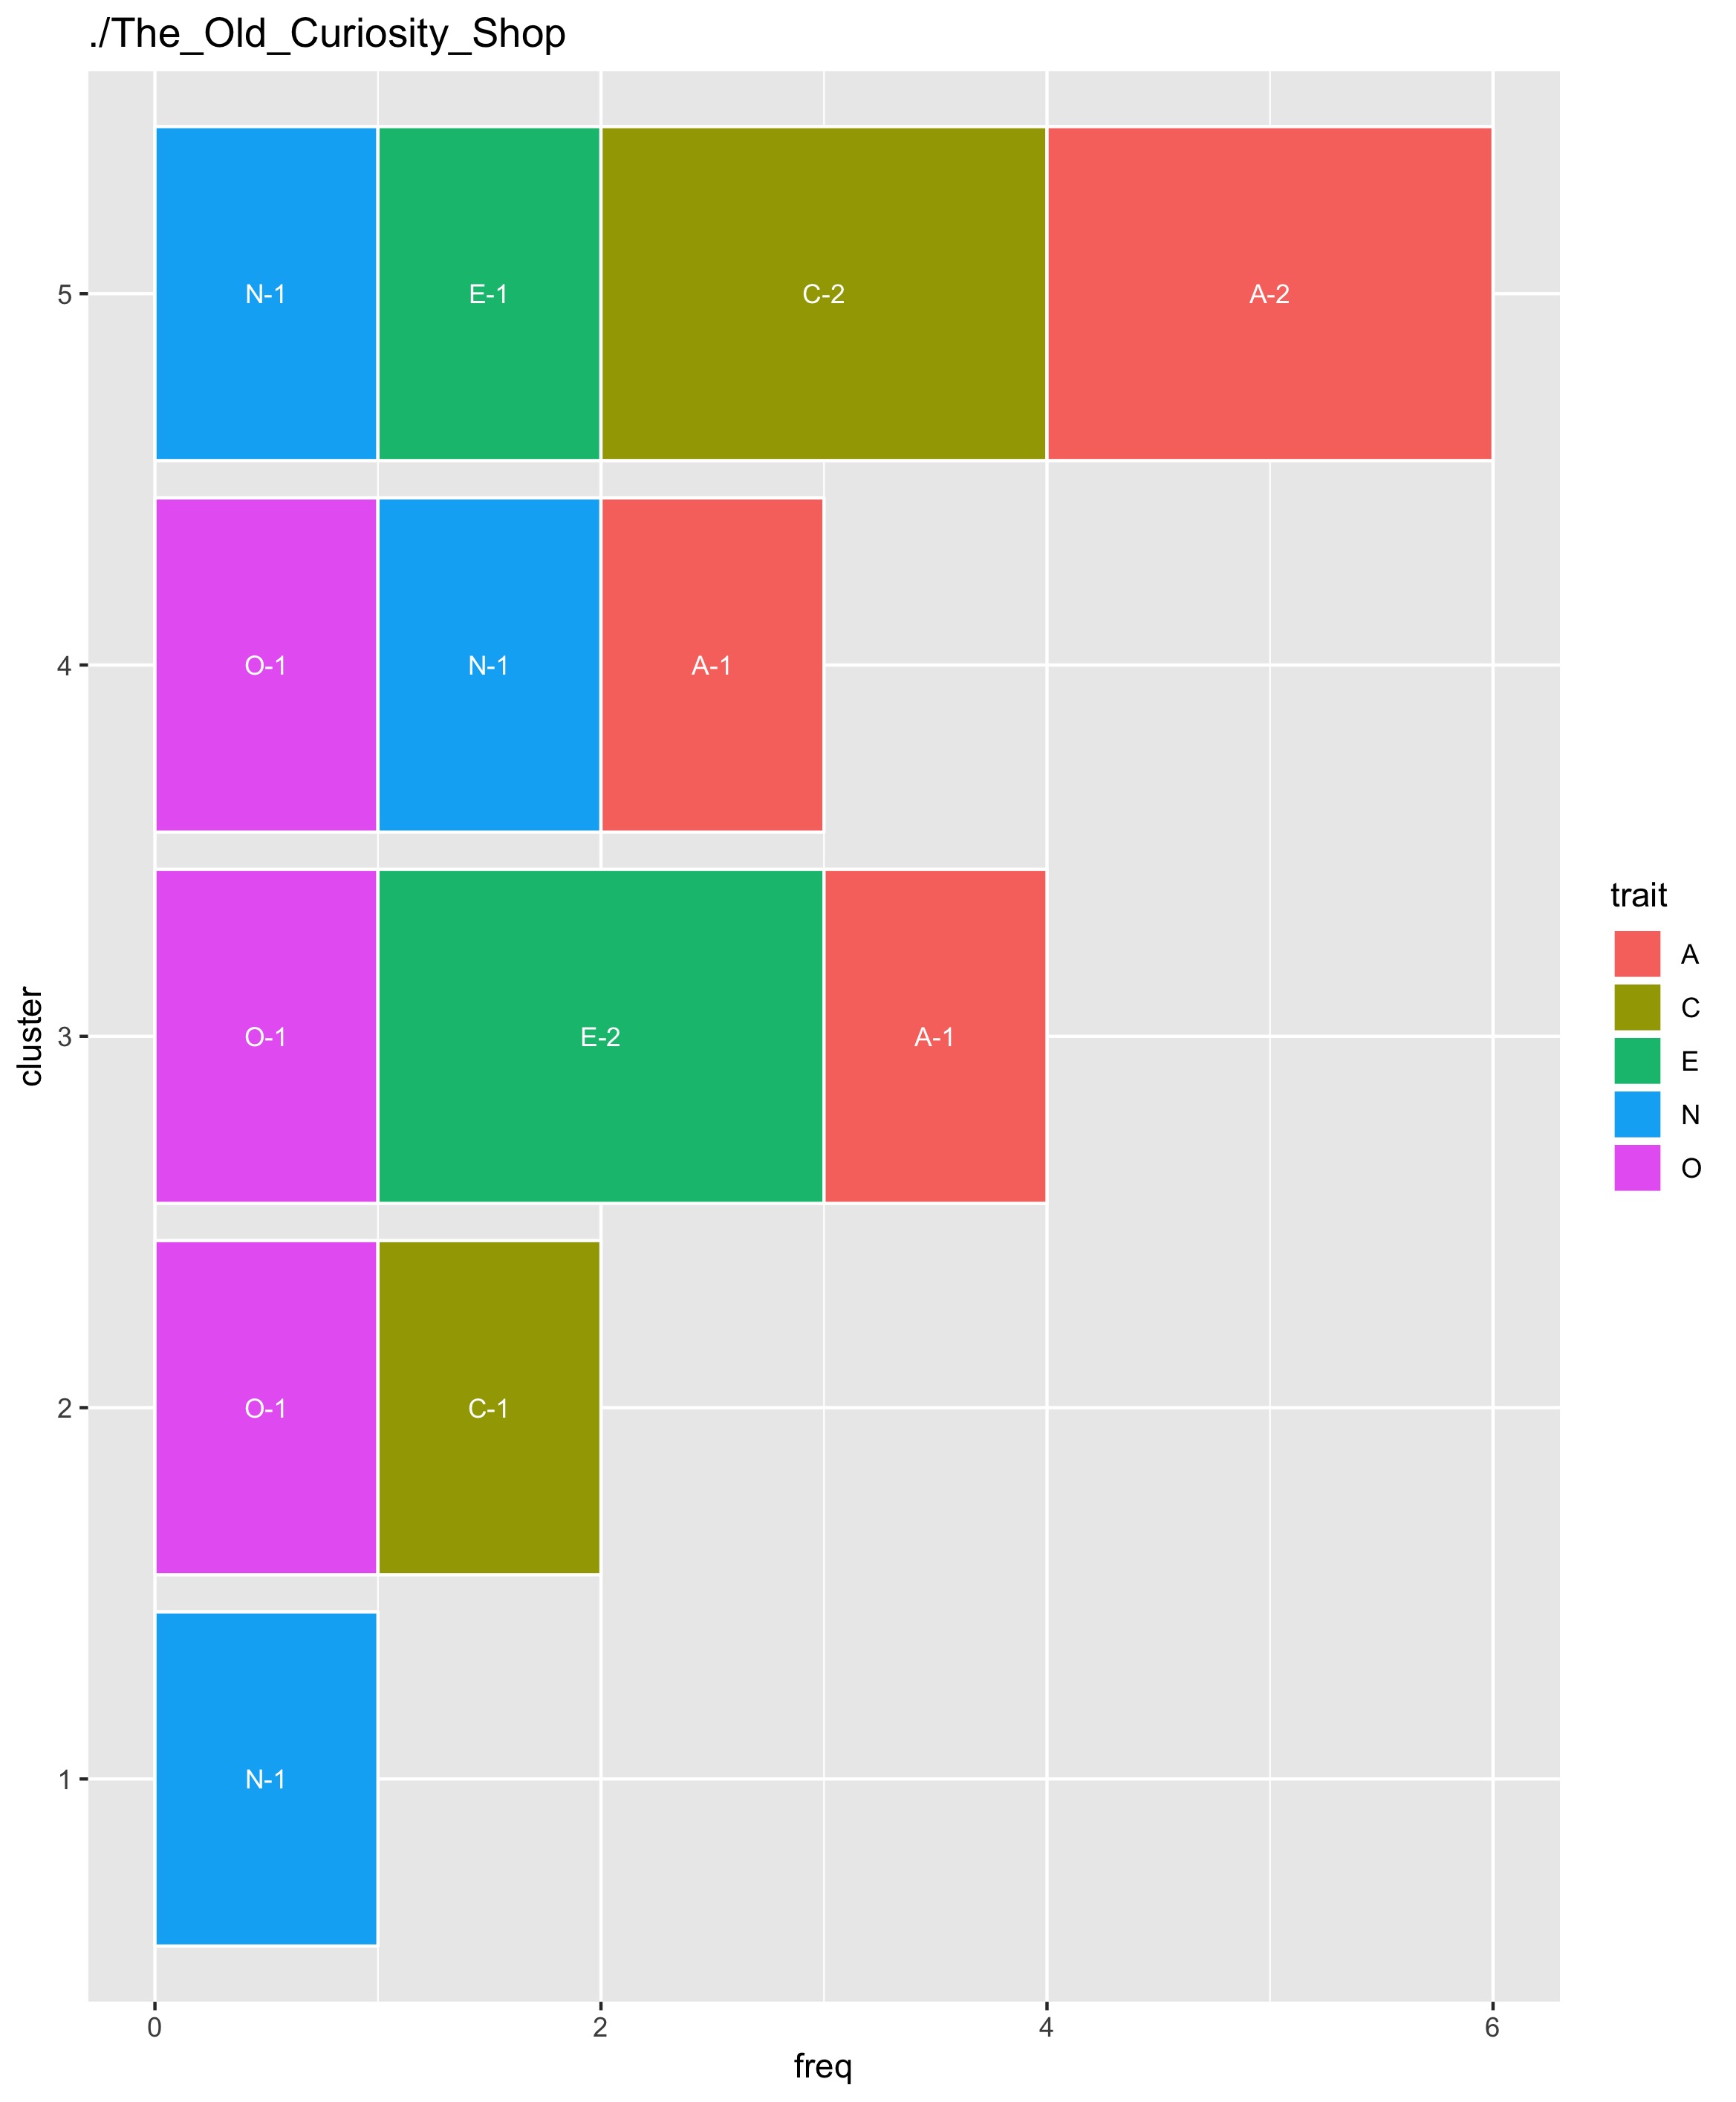 ./The_Old_Curiosity_Shop
5
N-1 E-1 C-2 A-2
4
O-1 N-1 A-1
3
O-1 E-2 A-1
2
O-1 C-1
1
N-1
cluster
0 2 4 6
freq
trait
A
C
E
N
O